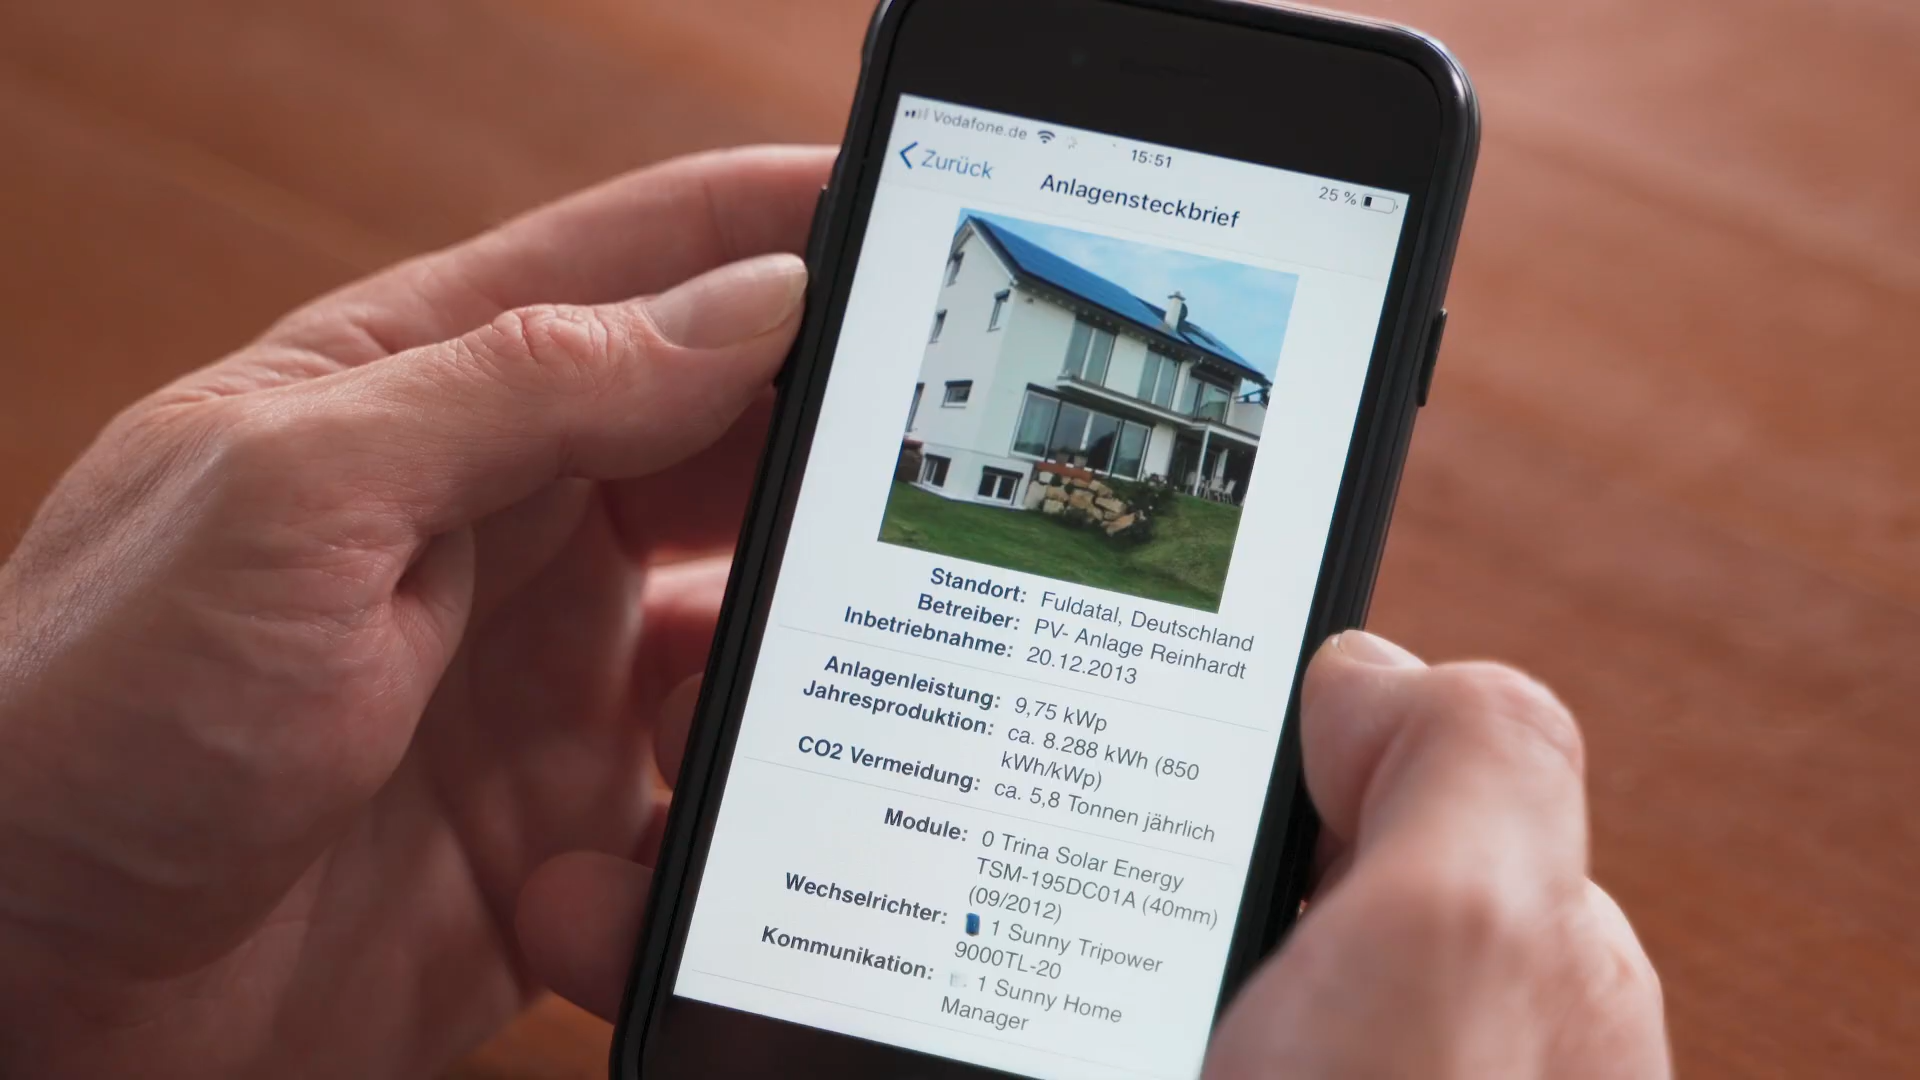 Vodafone.de
15:51
25 %
Zurück
Anlagensteckbrief
Standort: Fuldatal, Deutschland
Betreiber: PV- Anlage Reinhardt
Inbetriebnahme: 20.12.2013
Anlagenleistung: 9,75 kWp
Jahresproduktion: ca. 8.288 kWh (850
kWh/kWp)
CO2 Vermeidung: ca. 5,8 Tonnen jährlich
Module: 0 Trina Solar Energy
TSM-195DC01A (40mm)
(09/2012)
Wechselrichter: 1 Sunny Tripower
9000TL-20
Kommunikation: 1 Sunny Home
Manager